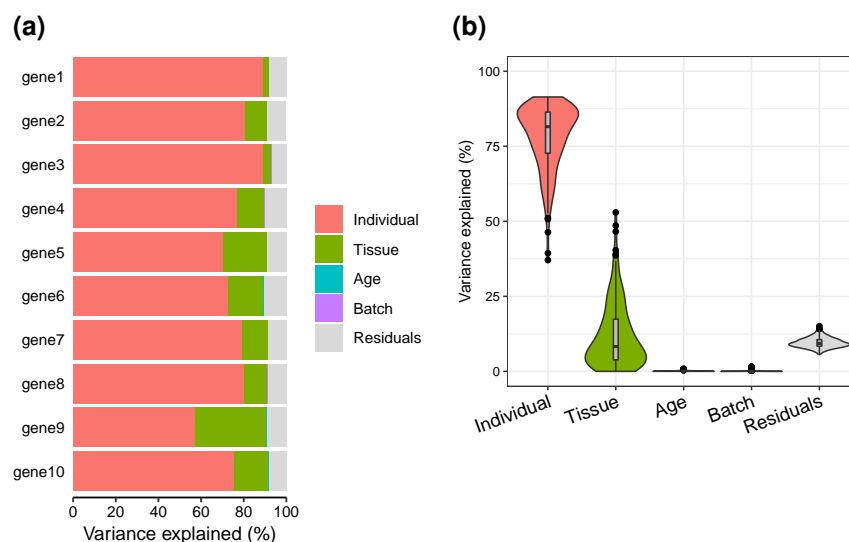 (a)
gene1
gene2
gene3
gene4
gene5
gene6
gene7
gene8
gene9
gene10
0 20 40 60 80 100
Variance explained (%)
Individual
Tissue
Age
Batch
Residuals
(b)
Variance explained (%)
100
75
50
25
0
Individual Tissue Age Batch Residuals